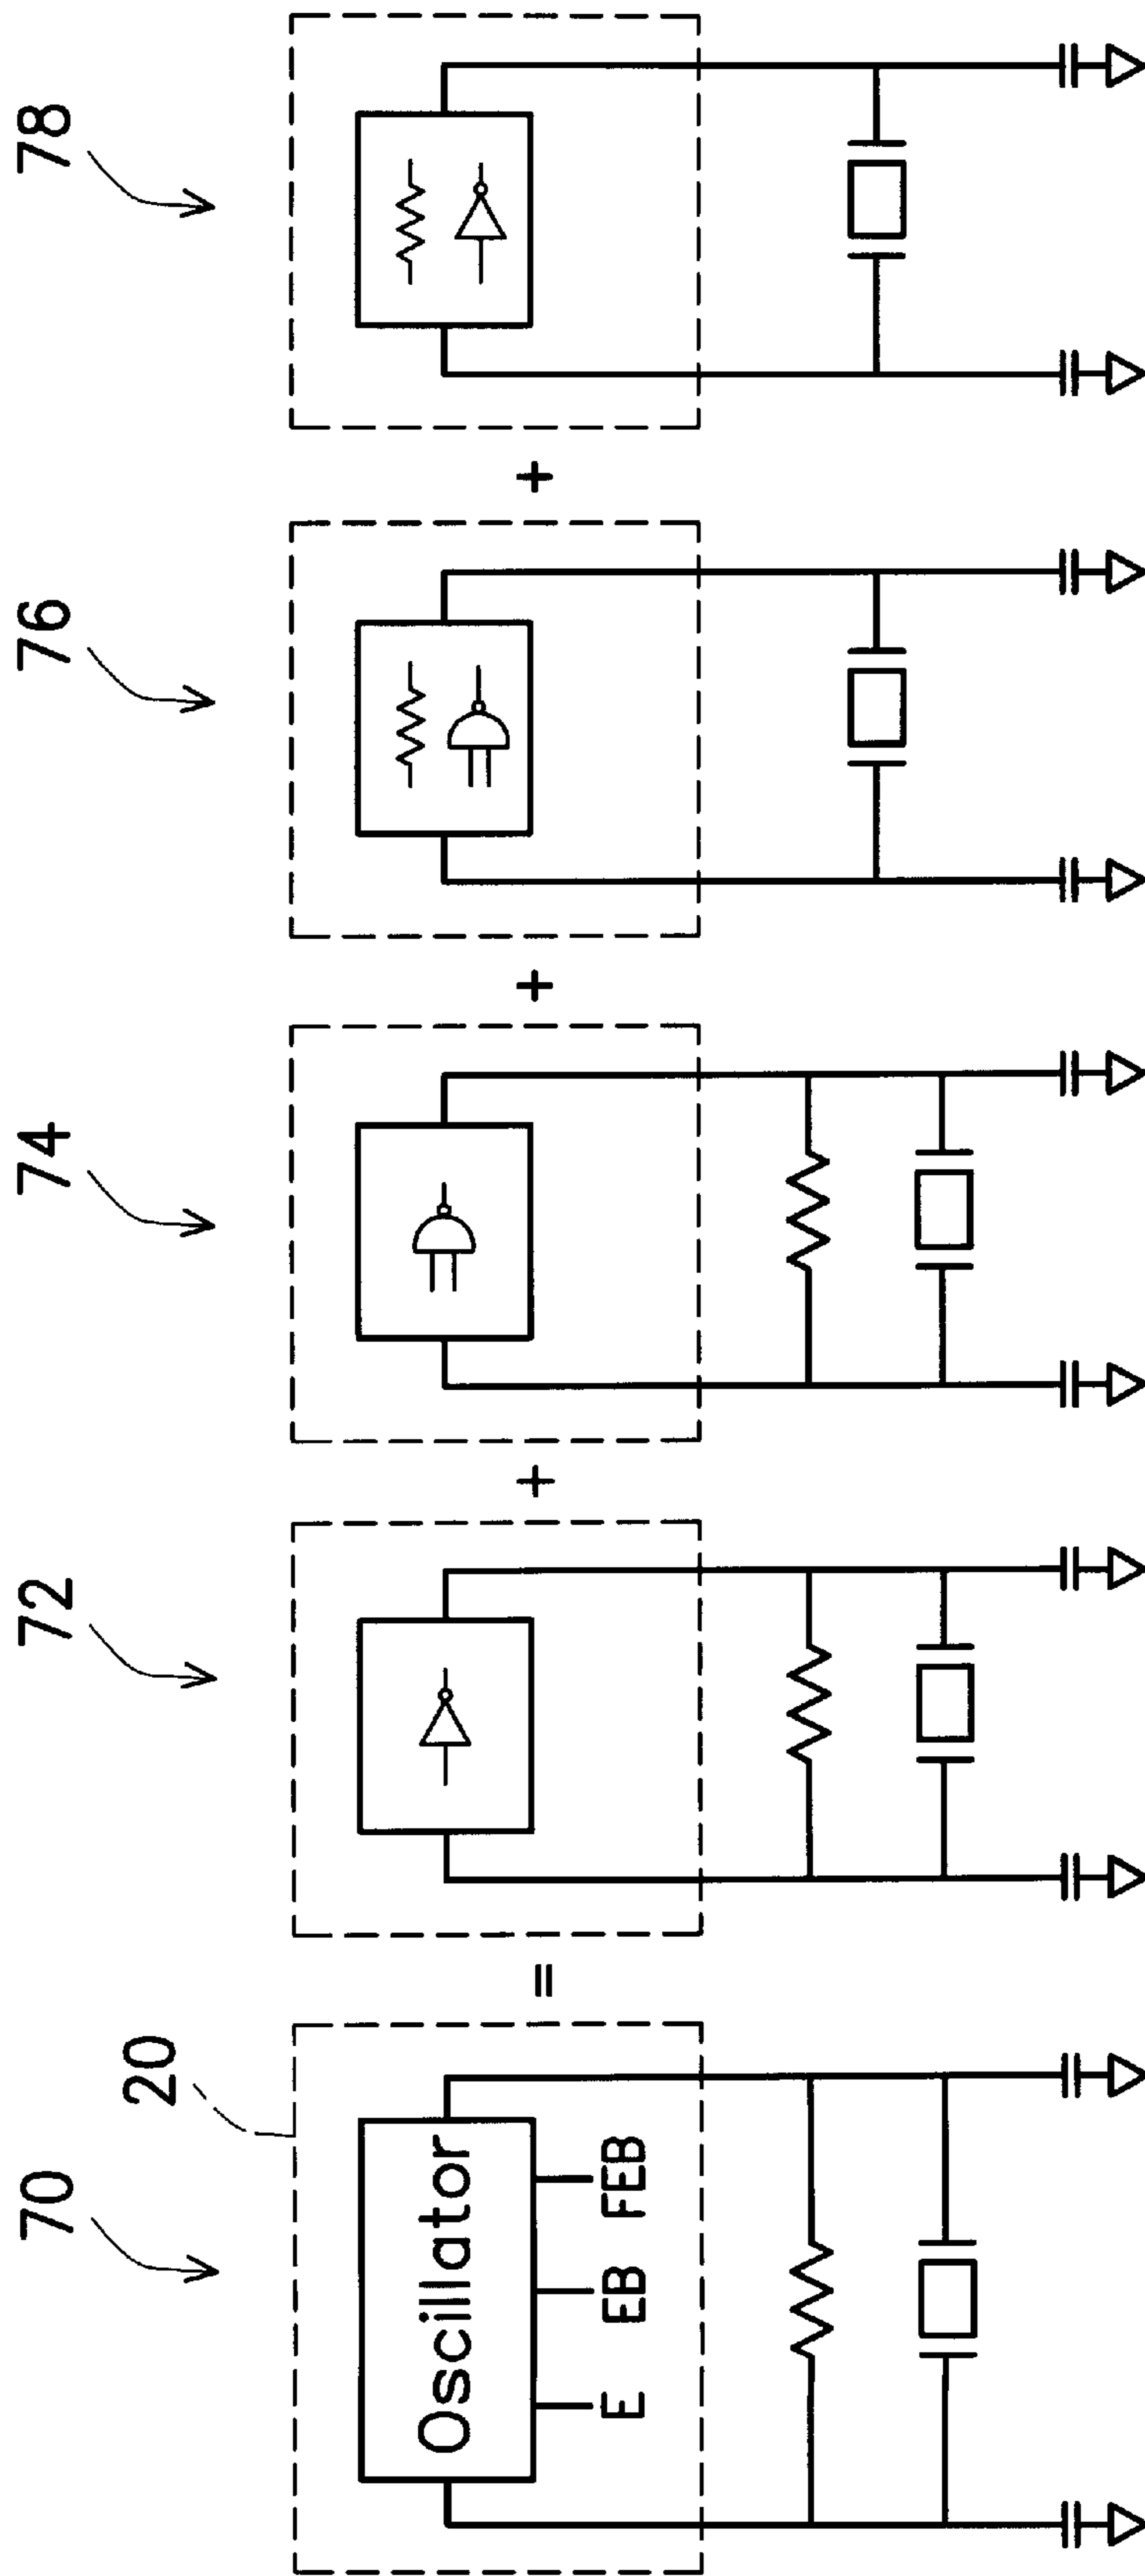 70
20
72
74
76
78
Oscillator
E EB FEB
= + + +